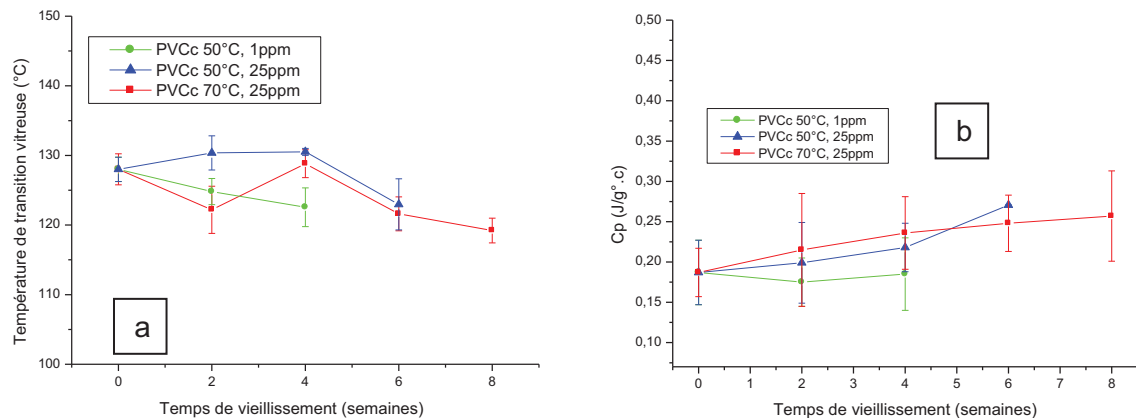 150
140
130
120
110
100
Température de transition vitreuse (°C)
PVCc 50°C, 1ppm
PVCc 50°C, 25ppm
PVCc 70°C, 25ppm
a
0 2 4 6 8
Temps de vieillissement (semaines)
0,50
0,45
0,40
0,35
0,30
0,25
0,20
0,15
0,10
Cp (J/g°.c)
PVCc 50°C, 1ppm
PVCc 50°C, 25ppm
PVCc 70°C, 25ppm
b
0 1 2 3 4 5 6 7 8
Temps de vieillissement (semaines)